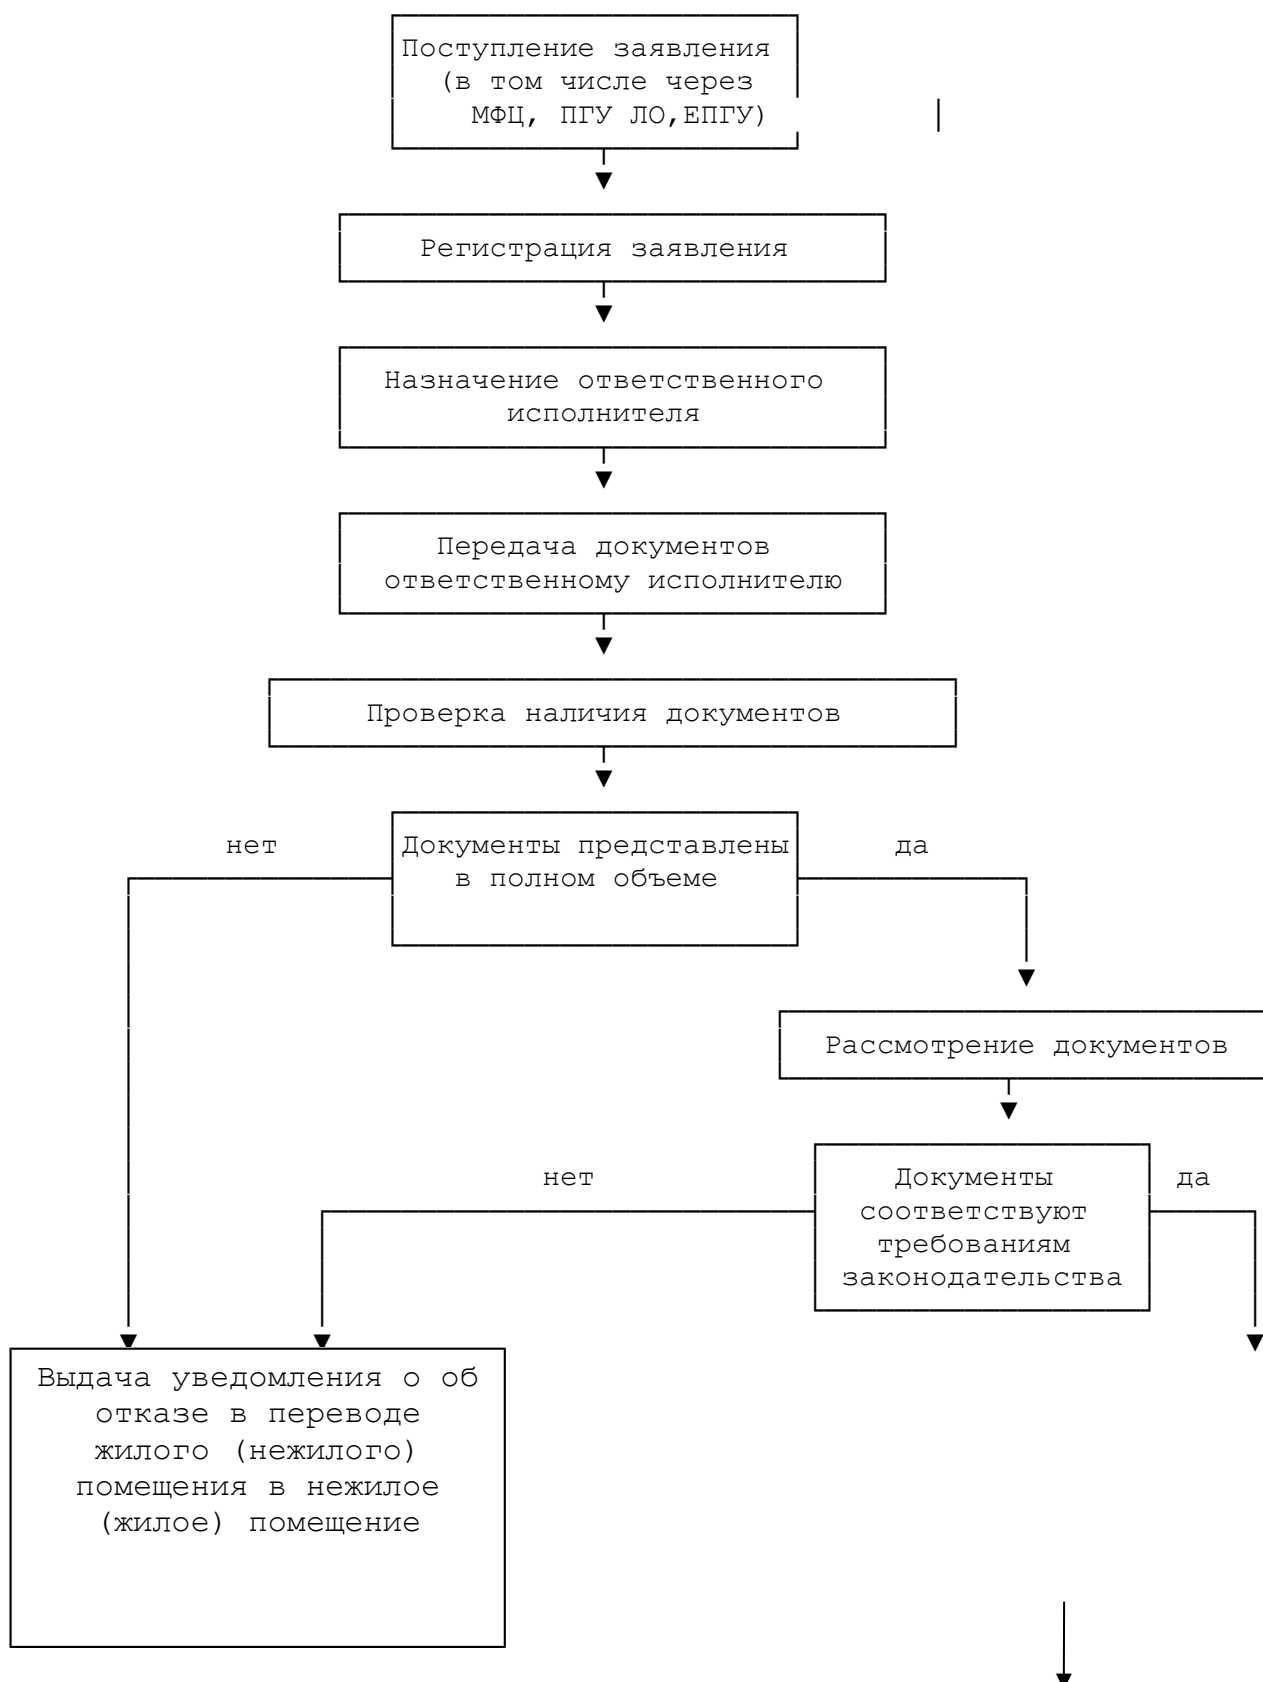 Поступление заявления
(в том числе через
МФЦ, ПГУ ЛО,ЕПГУ)
Регистрация заявления
Назначение ответственного
исполнителя
Передача документов
ответственному исполнителю
Проверка наличия документов
нет
Документы представлены
в полном объеме
да
Рассмотрение документов
нет
Документы
соответствуют
требованиям
законодательства
да
Выдача уведомления о об
отказе в переводе
жилого (нежилого)
помещения в нежилое
(жилое) помещение